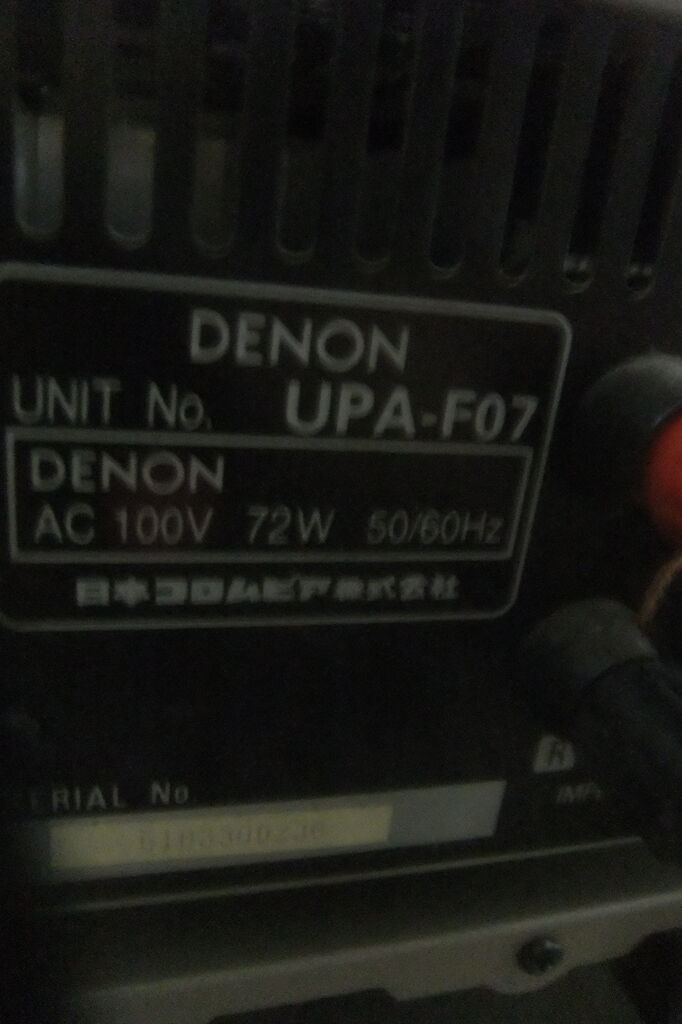 DENON
UNIT No. UPA-F07
DENON
AC 100V 72W 50/60Hz
日本コロムビア株式会社
R
ERIAL No.